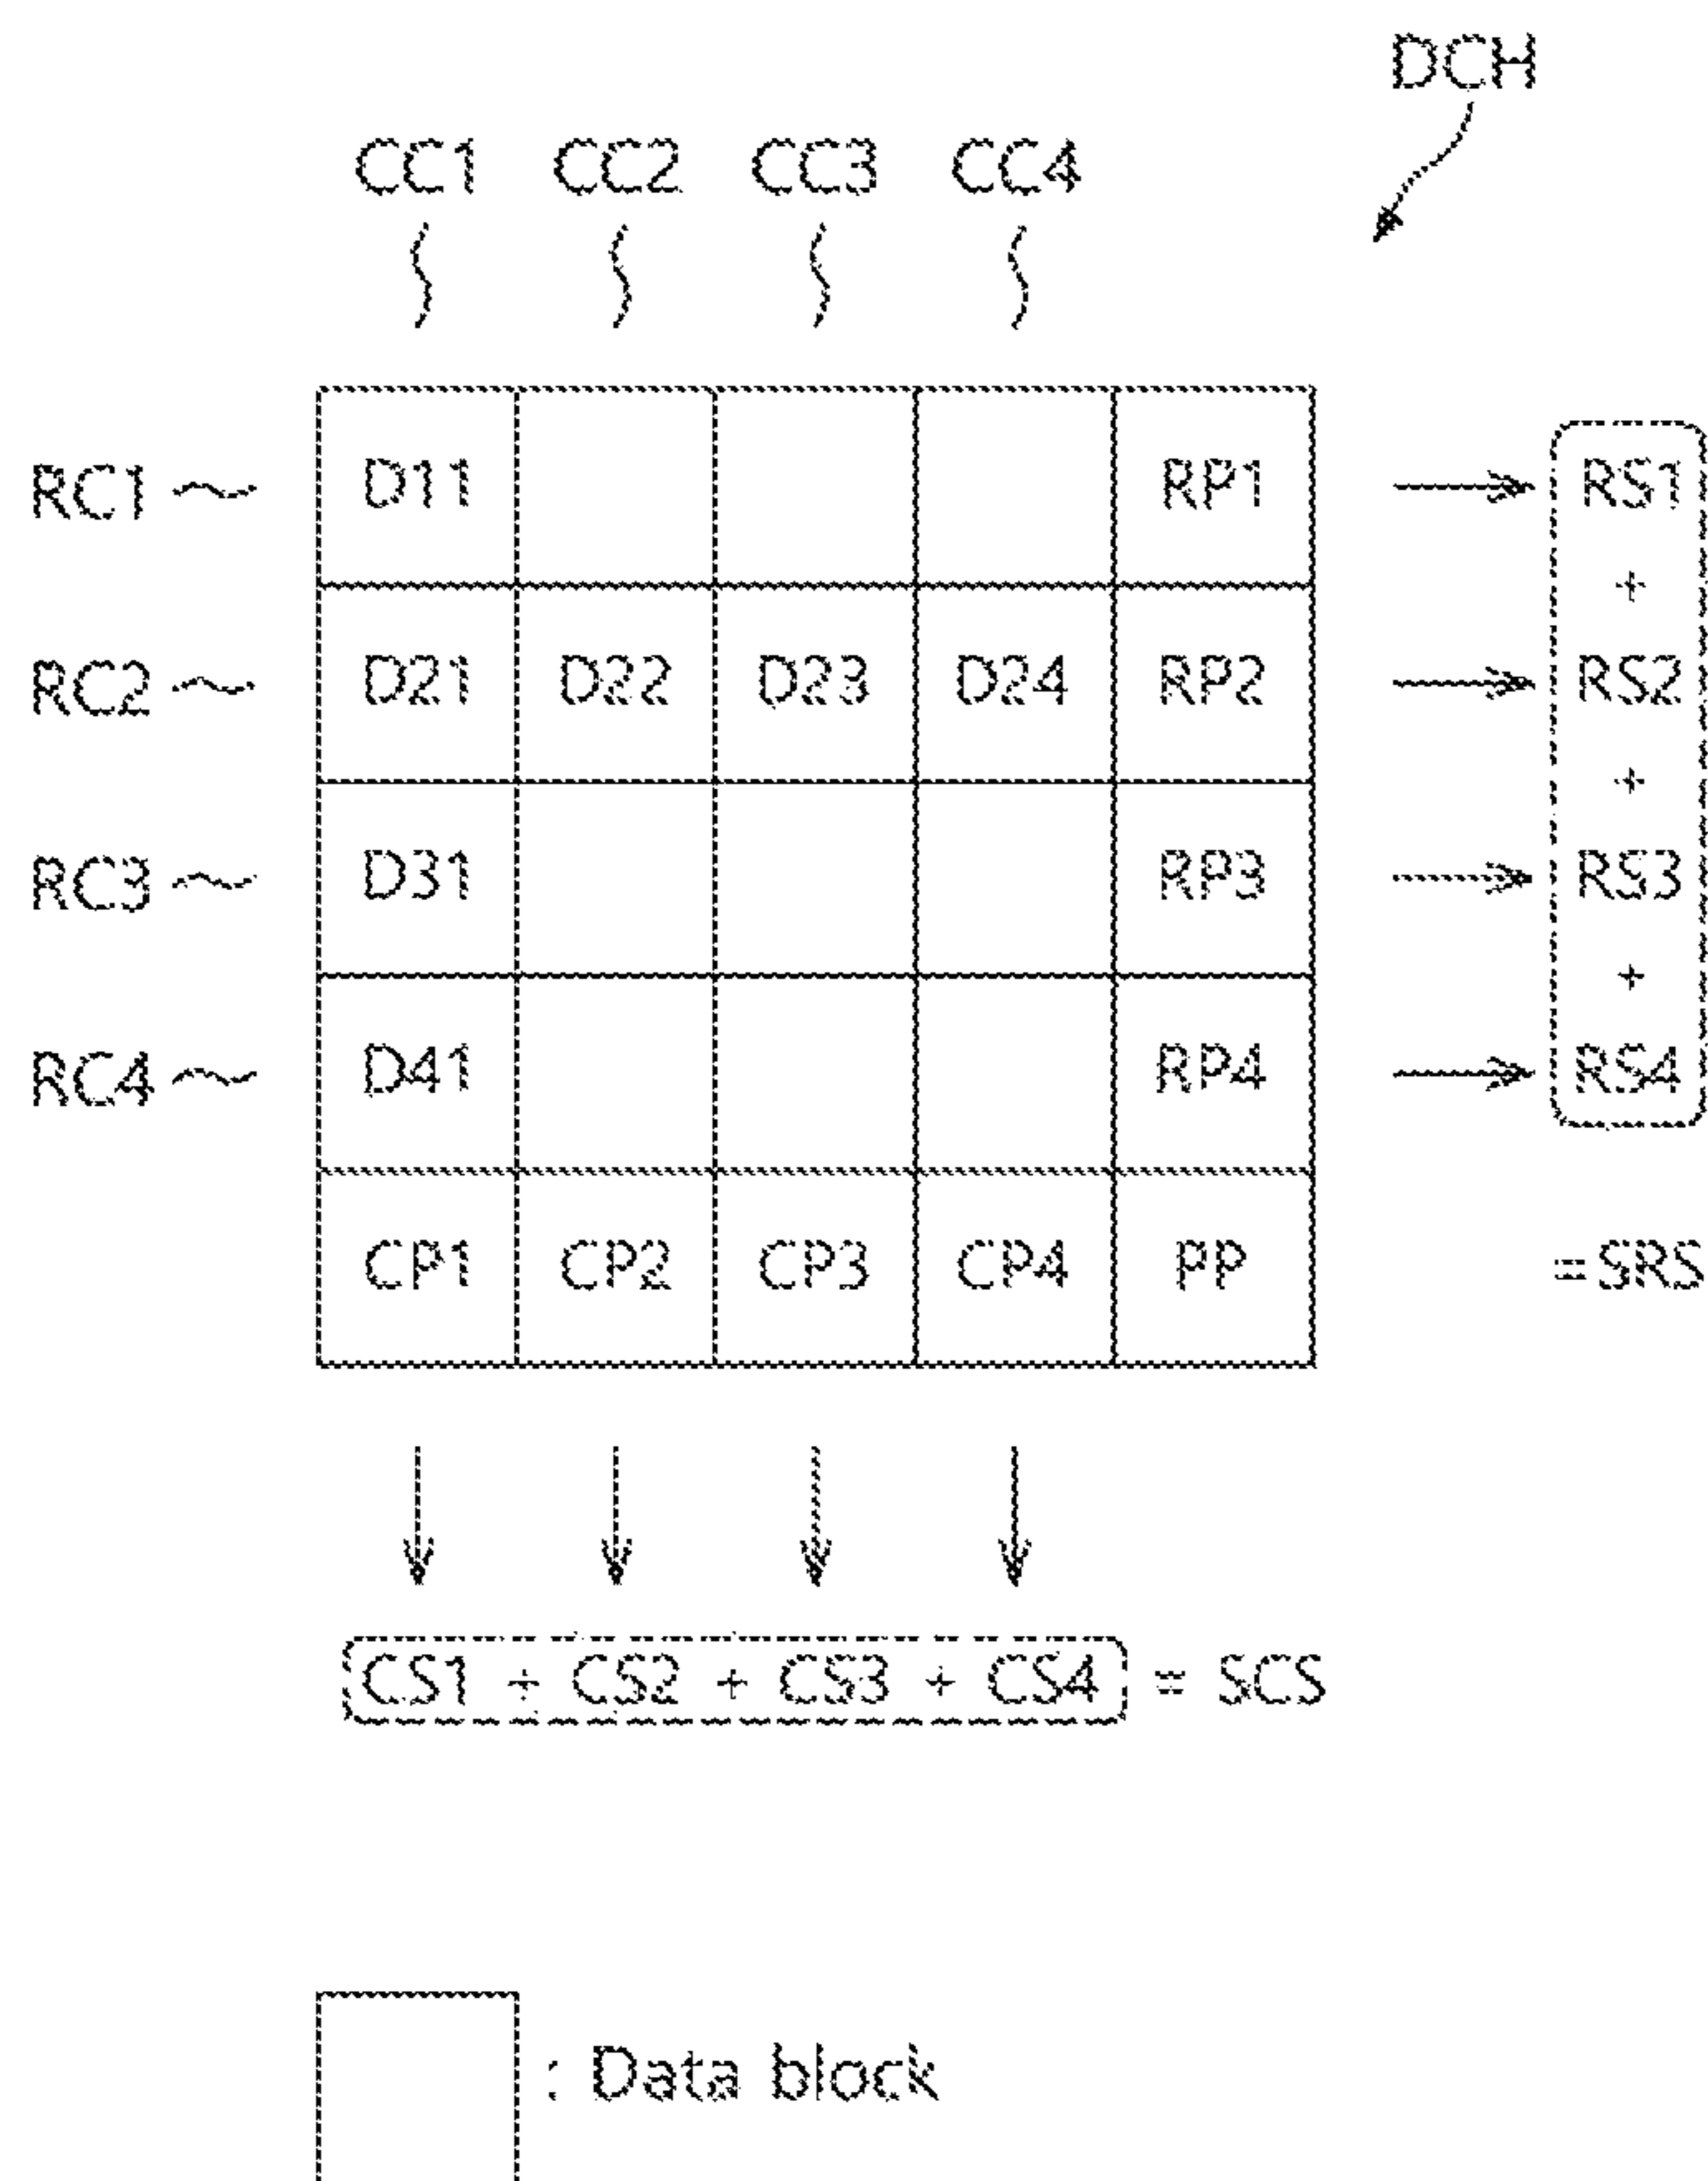 DCH
CC1 CC2 CC3 CC4
RC1 D11 RP1 RS1
+
RC2 D21 D22 D23 D24 RP2 RS2
+
RC3 D31 RP3 RS3
+
RC4 D41 RP4 RS4
CP1 CP2 CP3 CP4 PP =SRS
CS1 + CS2 + CS3 + CS4 = SCS
: Data block